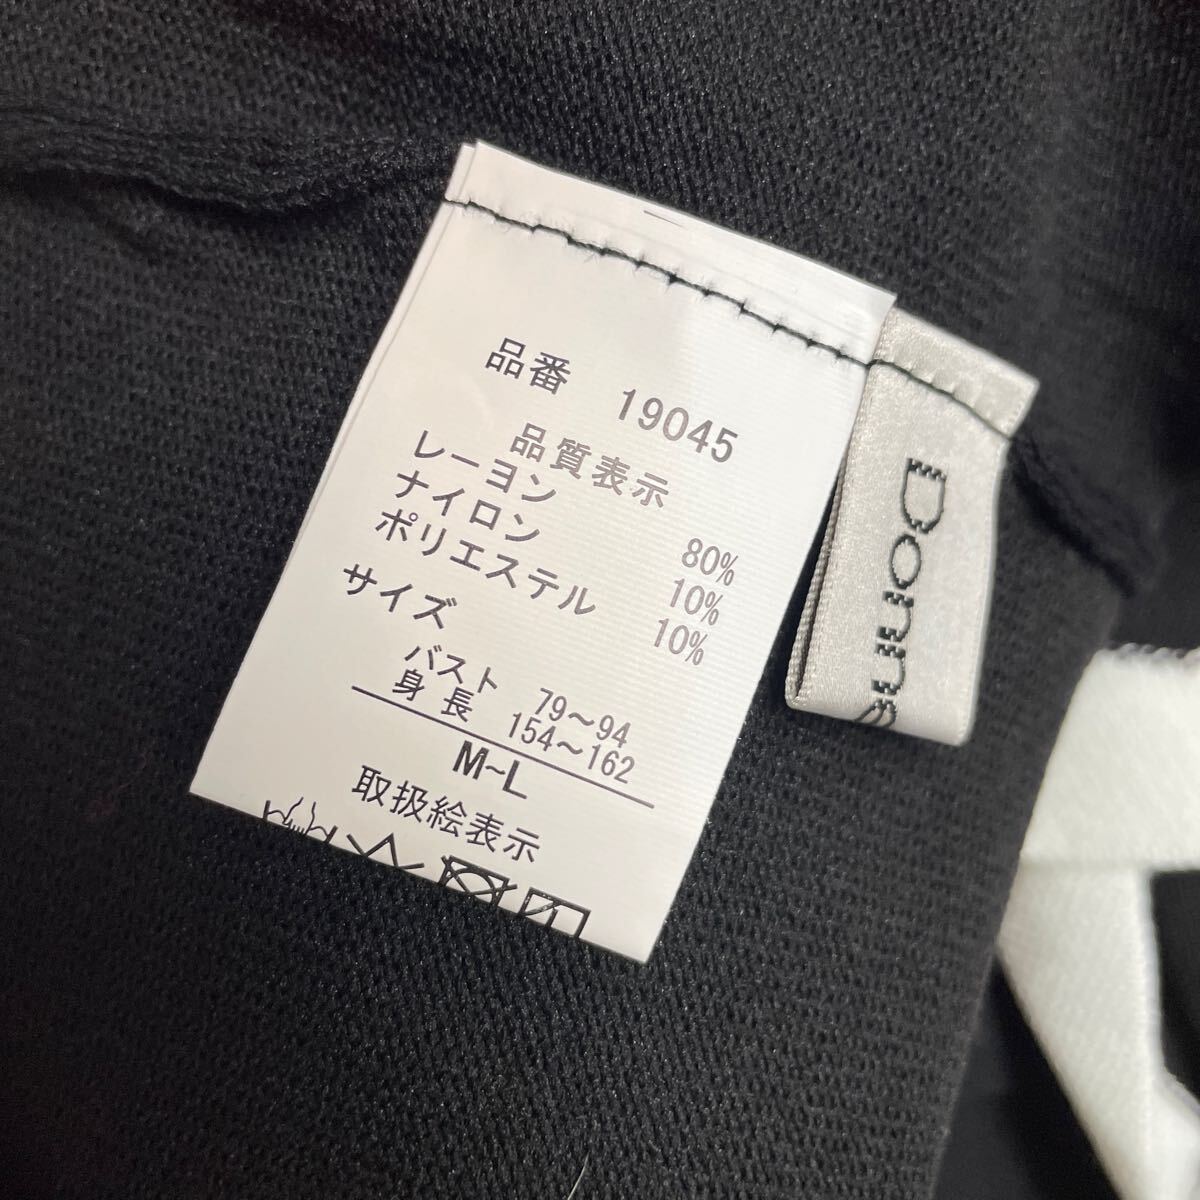 品番 19045
品質表示
レーヨン 80%
ナイロン 10%
ポリエステル 10%
サイズ
バスト 79～94
身長 154～162
M~L
取扱絵表示